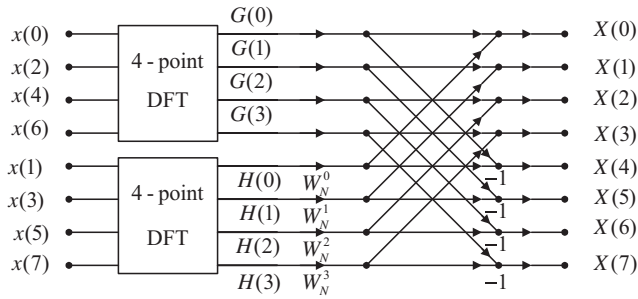 G(0)
x(0) X(0)
G(1)
x(2) 4 - point X(1)
G(2)
x(4) DFT X(2)
G(3)
x(6) X(3)
x(1) X(4)
H(0) W_N^0 −1
x(3) 4 - point X(5)
H(1) W_N^1 −1
x(5) DFT X(6)
H(2) W_N^2 −1
x(7) X(7)
H(3) W_N^3 −1